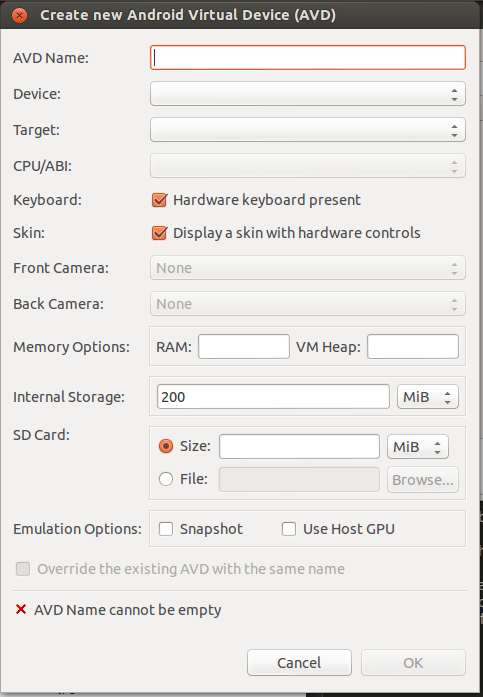 Create new Android Virtual Device (AVD)
AVD Name:
Device:
Target:
CPU/ABI:
Keyboard: Hardware keyboard present
Skin: Display a skin with hardware controls
Front Camera: None
Back Camera: None
Memory Options: RAM: VM Heap:
Internal Storage: 200 MiB
SD Card:
Size: MiB
File: Browse...
Emulation Options: Snapshot Use Host GPU
Override the existing AVD with the same name
AVD Name cannot be empty
Cancel OK